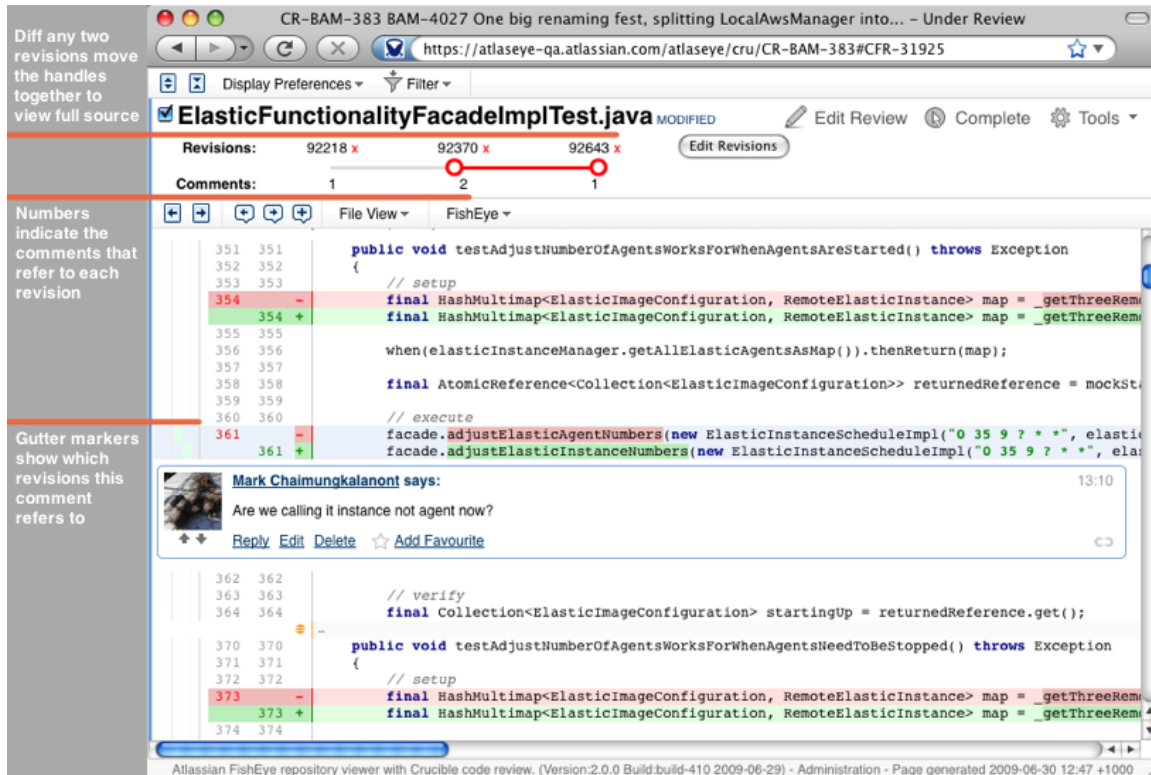 Diff any two
revisions move
the handles
together to
view full source
Numbers
indicate the
comments that
refer to each
revision
Gutter markers
show which
revisions this
comment
refers to
CR-BAM-383 BAM-4027 One big renaming fest, splitting LocalAwsManager into... – Under Review
https://atlaseye-qa.atlassian.com/atlaseye/cru/CR-BAM-383#CFR-31925
Display Preferences Filter
ElasticFunctionalityFacadeImplTest.java MODIFIED Edit Review Complete Tools
Revisions: 92218 x 92370 x 92643 x Edit Revisions
Comments: 1 2 1
File View FishEye
351 351 public void testAdjustNumberOfAgentsWorksForWhenAgentsAreStarted() throws Exception
352 352 {
353 353 // setup
354 - final HashMultimap<ElasticImageConfiguration, RemoteElasticInstance> map = _getThreeRem
354 + final HashMultimap<ElasticImageConfiguration, RemoteElasticInstance> map = _getThreeRem
355 355
356 356 when(elasticInstanceManager.getAllElasticAgentsAsMap()).thenReturn(map);
357 357
358 358 final AtomicReference<Collection<ElasticImageConfiguration>> returnedReference = mockSta
359 359
360 360 // execute
361 - facade.adjustElasticAgentNumbers(new ElasticInstanceScheduleImpl("0 35 9 ? * *", elasti
361 + facade.adjustElasticInstanceNumbers(new ElasticInstanceScheduleImpl("0 35 9 ? * *", ela
Mark Chaimungkalanont says: 13:10
Are we calling it instance not agent now?
Reply Edit Delete Add Favourite
362 362
363 363 // verify
364 364 final Collection<ElasticImageConfiguration> startingUp = returnedReference.get();
…
370 370 public void testAdjustNumberOfAgentsWorksForWhenAgentsNeedToBeStopped() throws Exception
371 371 {
372 372 // setup
373 - final HashMultimap<ElasticImageConfiguration, RemoteElasticInstance> map = _getThreeRem
373 + final HashMultimap<ElasticImageConfiguration, RemoteElasticInstance> map = _getThreeRem
374 374
Atlassian FishEye repository viewer with Crucible code review. (Version:2.0.0 Build:build-410 2009-06-29) - Administration - Page generated 2009-06-30 12:47 +1000